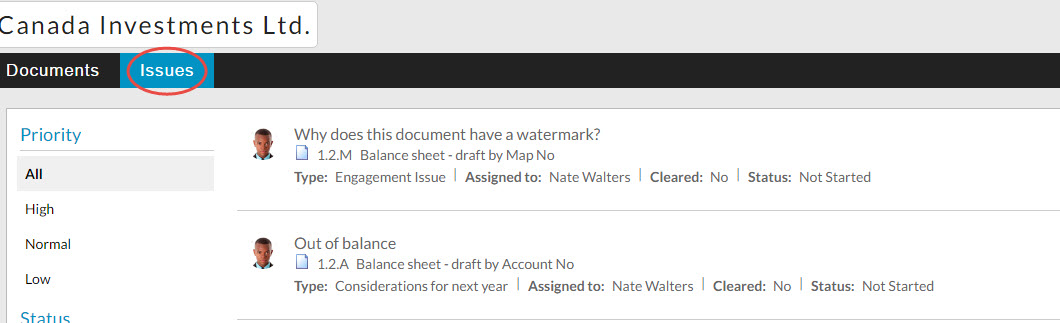 Canada Investments Ltd.
Documents Issues
Priority
All
High
Normal
Low
Status
Why does this document have a watermark?
1.2.M Balance sheet - draft by Map No
Type: Engagement Issue | Assigned to: Nate Walters | Cleared: No | Status: Not Started
Out of balance
1.2.A Balance sheet - draft by Account No
Type: Considerations for next year | Assigned to: Nate Walters | Cleared: No | Status: Not Started